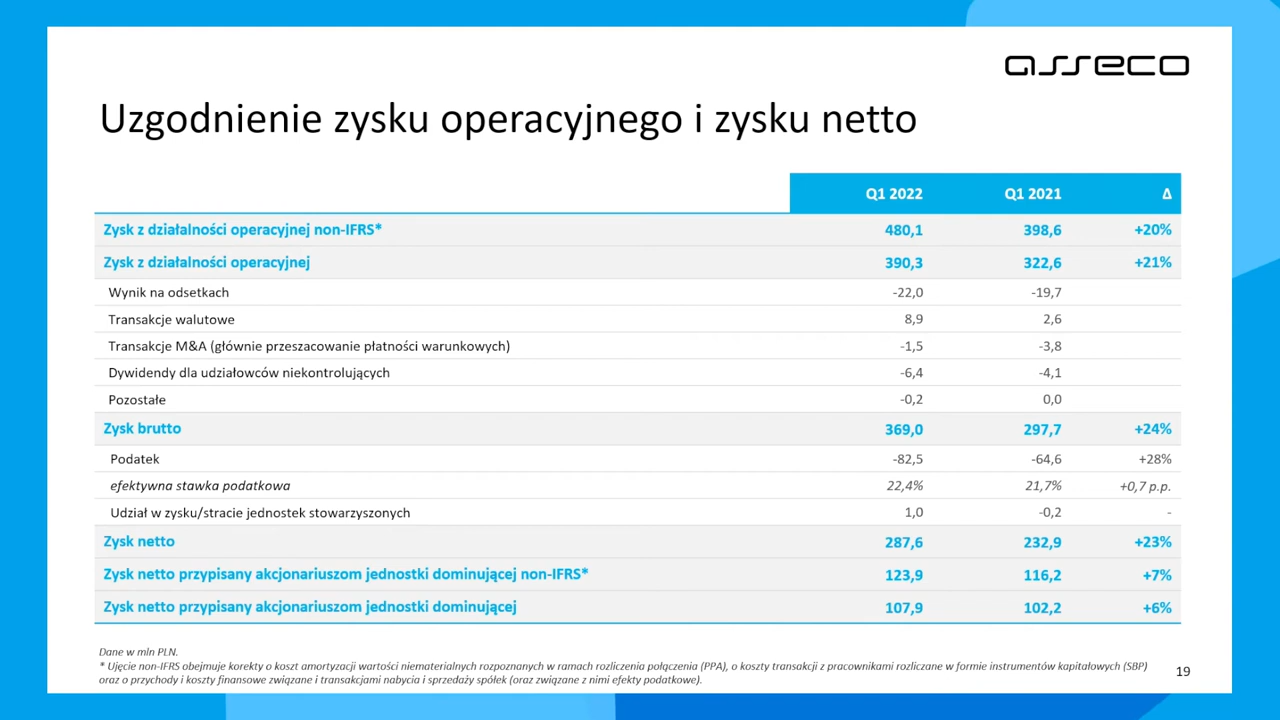 asseco
Uzgodnienie zysku operacyjnego i zysku netto
Q1 2022 Q1 2021 Δ
Zysk z działalności operacyjnej non-IFRS* 480,1 398,6 +20%
Zysk z działalności operacyjnej 390,3 322,6 +21%
Wynik na odsetkach -22,0 -19,7
Transakcje walutowe 8,9 2,6
Transakcje M&A (głównie przeszacowanie płatności warunkowych) -1,5 -3,8
Dywidendy dla udziałowców niekontrolujących -6,4 -4,1
Pozostałe -0,2 0,0
Zysk brutto 369,0 297,7 +24%
Podatek -82,5 -64,6 +28%
efektywna stawka podatkowa 22,4% 21,7% +0,7 p.p.
Udział w zysku/stracie jednostek stowarzyszonych 1,0 -0,2 -
Zysk netto 287,6 232,9 +23%
Zysk netto przypisany akcjonariuszom jednostki dominującej non-IFRS* 123,9 116,2 +7%
Zysk netto przypisany akcjonariuszom jednostki dominującej 107,9 102,2 +6%
Dane w mln PLN.
* Ujęcie non-IFRS obejmuje korekty o koszt amortyzacji wartości niematerialnych rozpoznanych w ramach rozliczenia połączenia (PPA), o koszty transakcji z pracownikami rozliczane w formie instrumentów kapitałowych (SBP)
oraz o przychody i koszty finansowe związane i transakcjami nabycia i sprzedaży spółek (oraz związane z nimi efekty podatkowe).
19